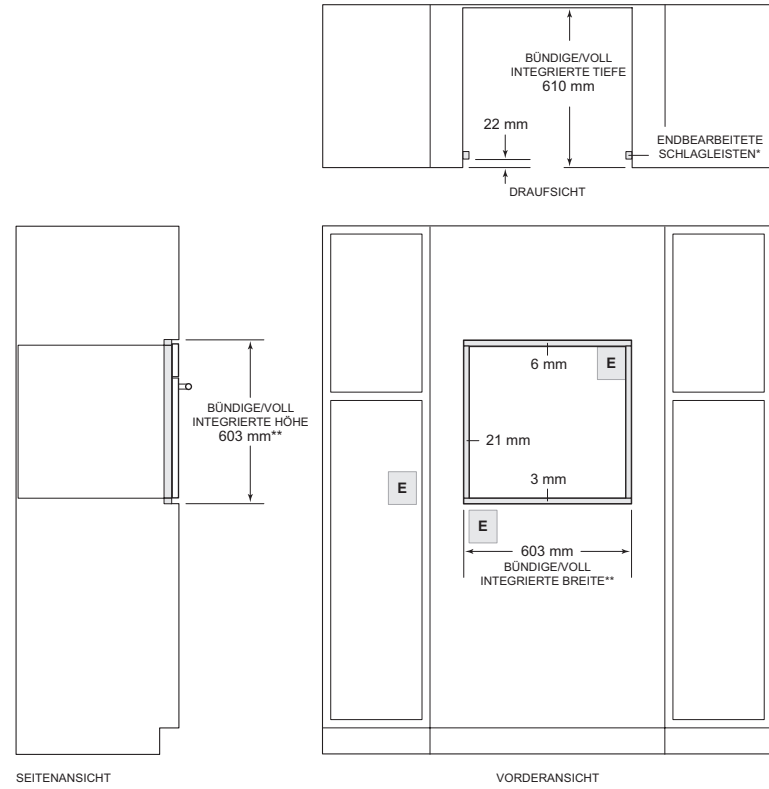 BÜNDIGE/VOLL
INTEGRIERTE TIEFE
610 mm
22 mm
ENDBEARBEITETE
SCHLAGLEISTEN*
DRAUFSICHT
BÜNDIGE/VOLL
INTEGRIERTE HÖHE
603 mm**
6 mm
E
21 mm
3 mm
E
E
603 mm
BÜNDIGE/VOLL
INTEGRIERTE BREITE**
SEITENANSICHT
VORDERANSICHT